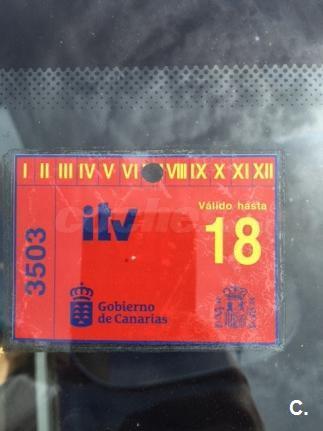 I II III IV V VI VIII IX X XI XII
Válido hasta
itv
18
3503
Gobierno
de Canarias
C.